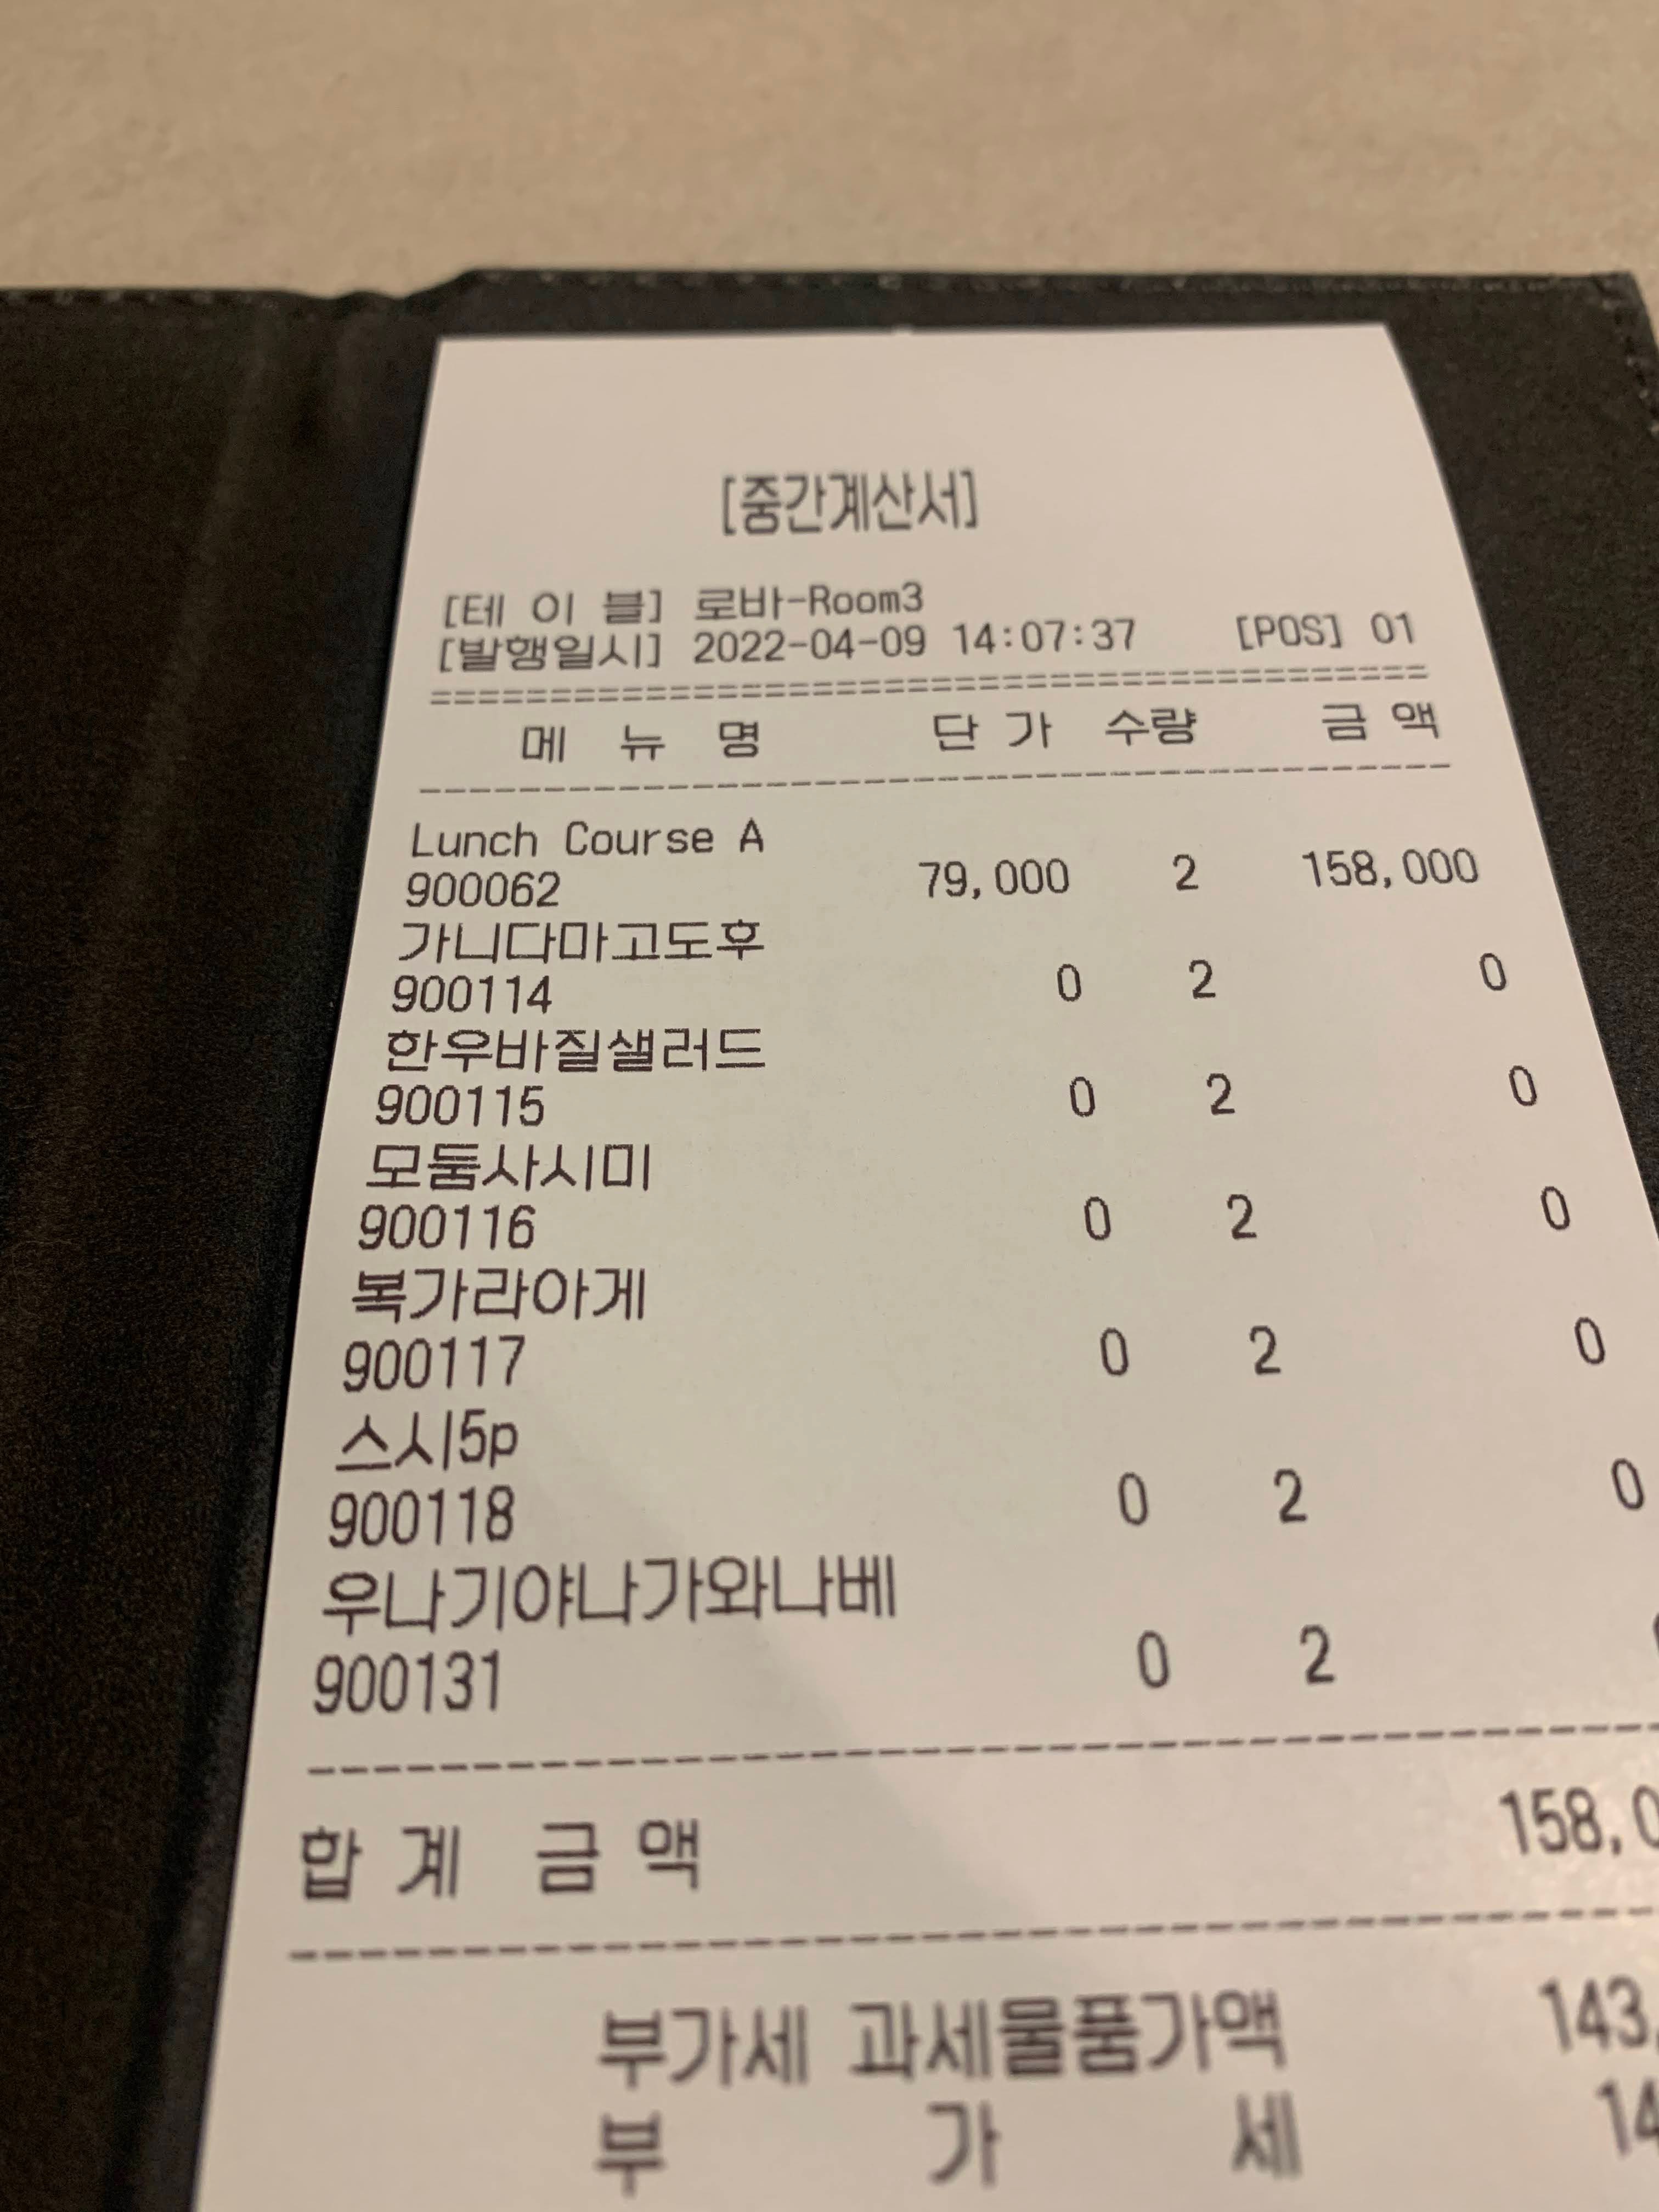 [중간계산서]
[테 이 블] 로바-Room3
[발행일시] 2022-04-09 14:07:37 [POS] 01
메 뉴 명 단 가 수량 금 액
Lunch Course A
900062 79,000 2 158,000
가니다마고도후
900114 0 2 0
한우바질샐러드
900115 0 2 0
모둠사시미
900116 0 2 0
복가라아게
900117 0 2 0
스시5p
900118 0 2 0
우나기야나가와나베
900131 0 2
합 계 금 액 158,0
부가세 과세물품가액 143,
부 가 세 14